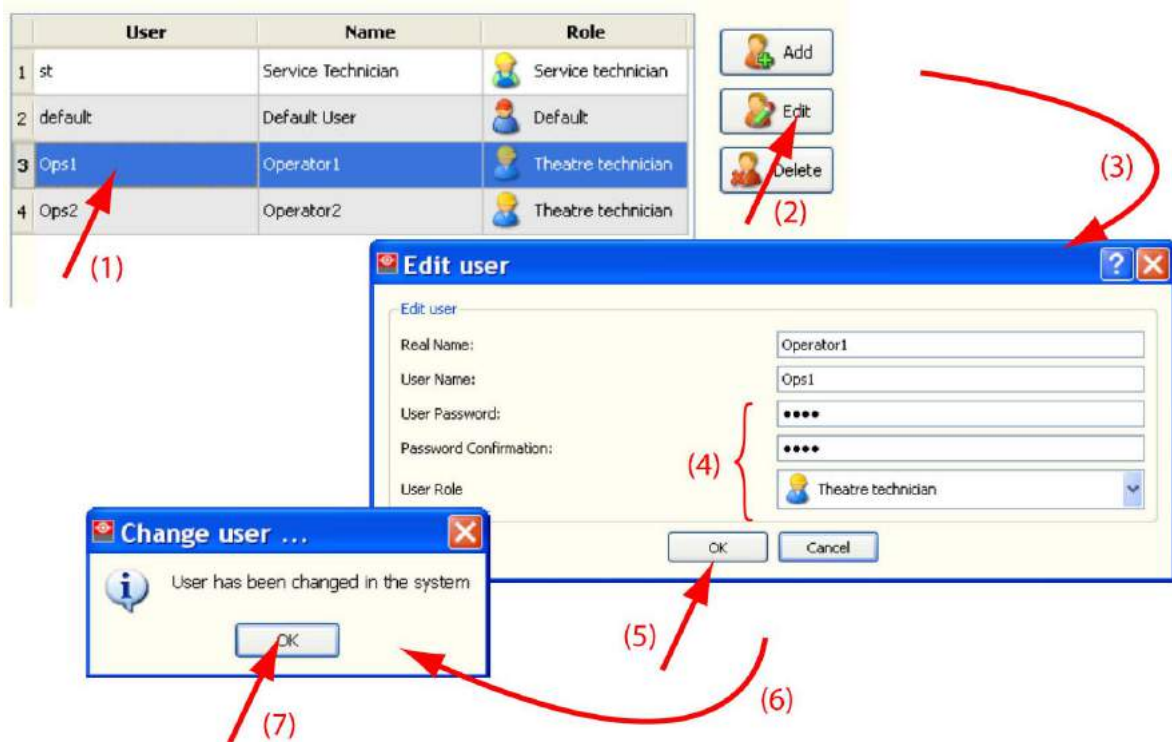 User Name Role
1 st Service Technician Service technician
2 default Default User Default
3 Ops1 Operator1 Theatre technician
4 Ops2 Operator2 Theatre technician
Add
Edit
Delete
(1)
(2)
(3)
Edit user
Edit user
Real Name: Operator1
User Name: Ops1
User Password: ••••
Password Confirmation: ••••
(4)
User Role Theatre technician
OK Cancel
(5)
Change user ...
User has been changed in the system
OK
(6)
(7)